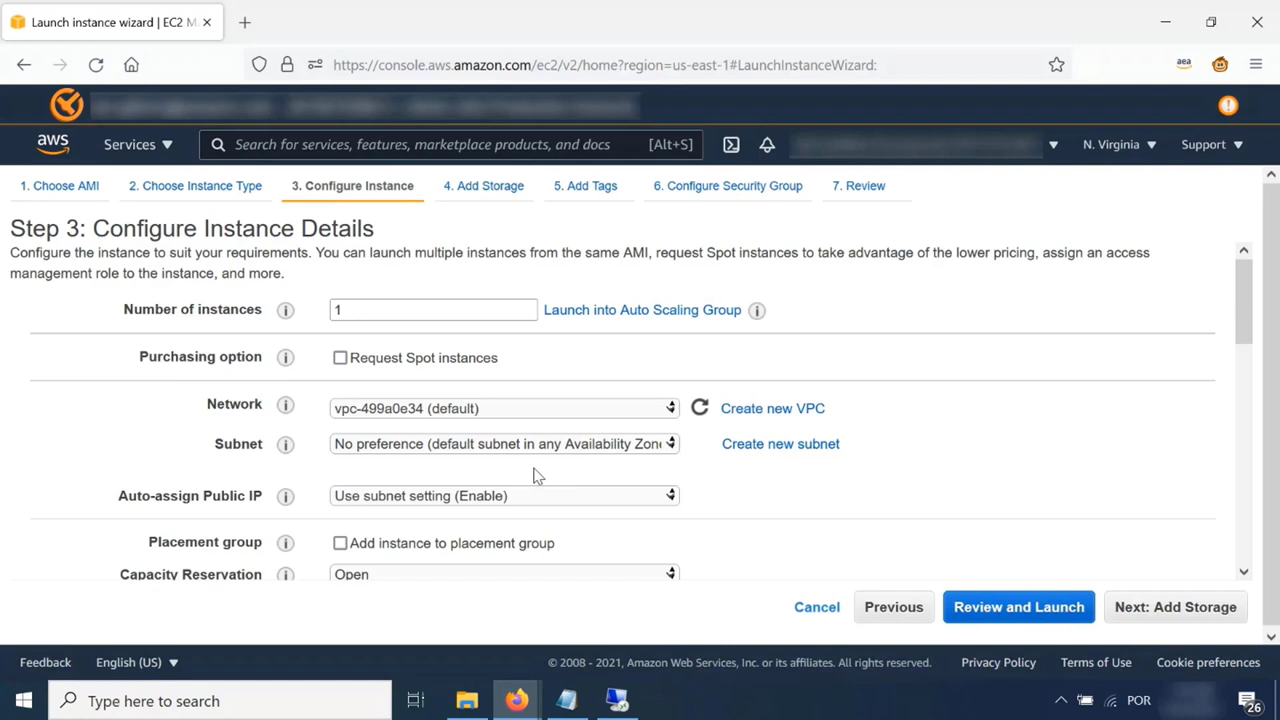 Launch instance wizard | EC2 M
https://console.aws.amazon.com/ec2/v2/home?region=us-east-1#LaunchInstanceWizard:
aea
aws
Services
Search for services, features, marketplace products, and docs
[Alt+S]
N. Virginia
Support
1. Choose AMI
2. Choose Instance Type
3. Configure Instance
4. Add Storage
5. Add Tags
6. Configure Security Group
7. Review
Step 3: Configure Instance Details
Configure the instance to suit your requirements. You can launch multiple instances from the same AMI, request Spot instances to take advantage of the lower pricing, assign an access
management role to the instance, and more.
Number of instances
1
Launch into Auto Scaling Group
Purchasing option
Request Spot instances
Network
vpc-499a0e34 (default)
Create new VPC
Subnet
No preference (default subnet in any Availability Zone
Create new subnet
Auto-assign Public IP
Use subnet setting (Enable)
Placement group
Add instance to placement group
Capacity Reservation
Open
Cancel
Previous
Review and Launch
Next: Add Storage
Feedback
English (US)
© 2008 - 2021, Amazon Web Services, Inc. or its affiliates. All rights reserved.
Privacy Policy
Terms of Use
Cookie preferences
Type here to search
POR
26